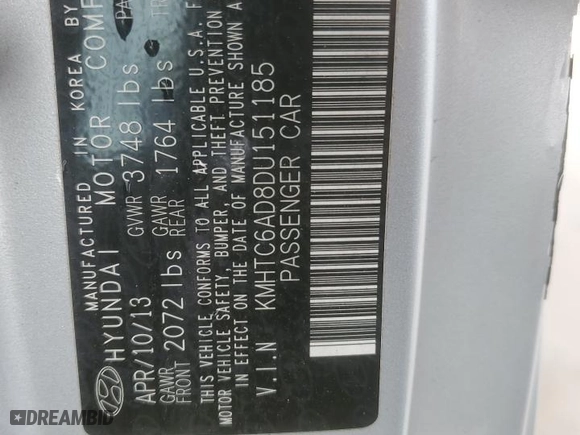 MANUFACTURED IN KOREA BY
HYUNDAI MOTOR COMP
APR/10/13 GVWR 3748 lbs PA
GAWR FRONT 2072 lbs GAWR REAR 1764 lbs TR
THIS VEHICLE CONFORMS TO ALL APPLICABLE U.S.A. F
MOTOR VEHICLE SAFETY, BUMPER, AND THEFT PREVENTION
IN EFFECT ON THE DATE OF MANUFACTURE SHOWN A
V.I.N KMHTC6AD8DU151185
PASSENGER CAR
DREAMBID